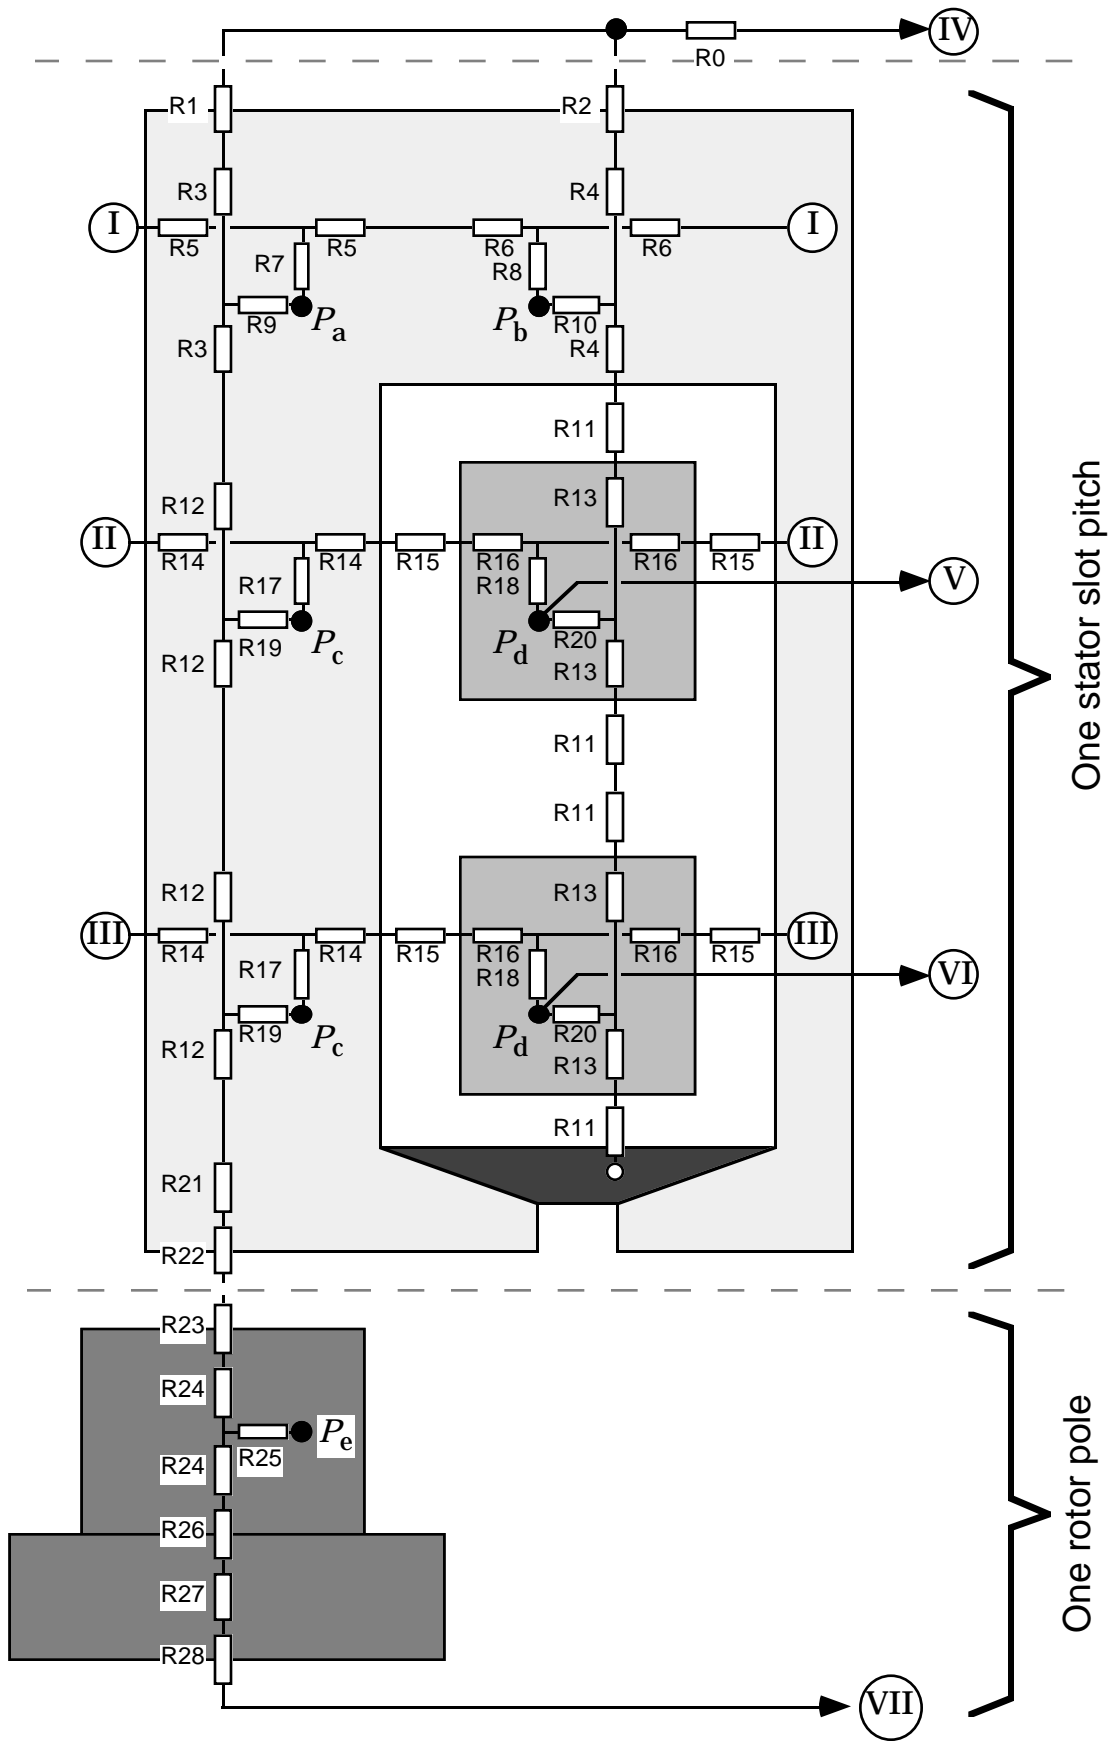 IV
R0
R1
R2
R3
R4
I
I
R5
R5
R6
R6
R7
R8
R9
Pa
Pb
R10
R3
R4
R11
R12
R13
II
II
R14
R14
R15
R16
R16
R15
R17
R18
V
R19
Pc
Pd
R20
R12
R13
R11
R11
One stator slot pitch
R12
R13
III
III
R14
R14
R15
R16
R16
R15
R17
R18
VI
R19
Pc
Pd
R20
R12
R13
R11
R21
R22
R23
R24
Pe
R25
R24
R26
R27
R28
One rotor pole
VII